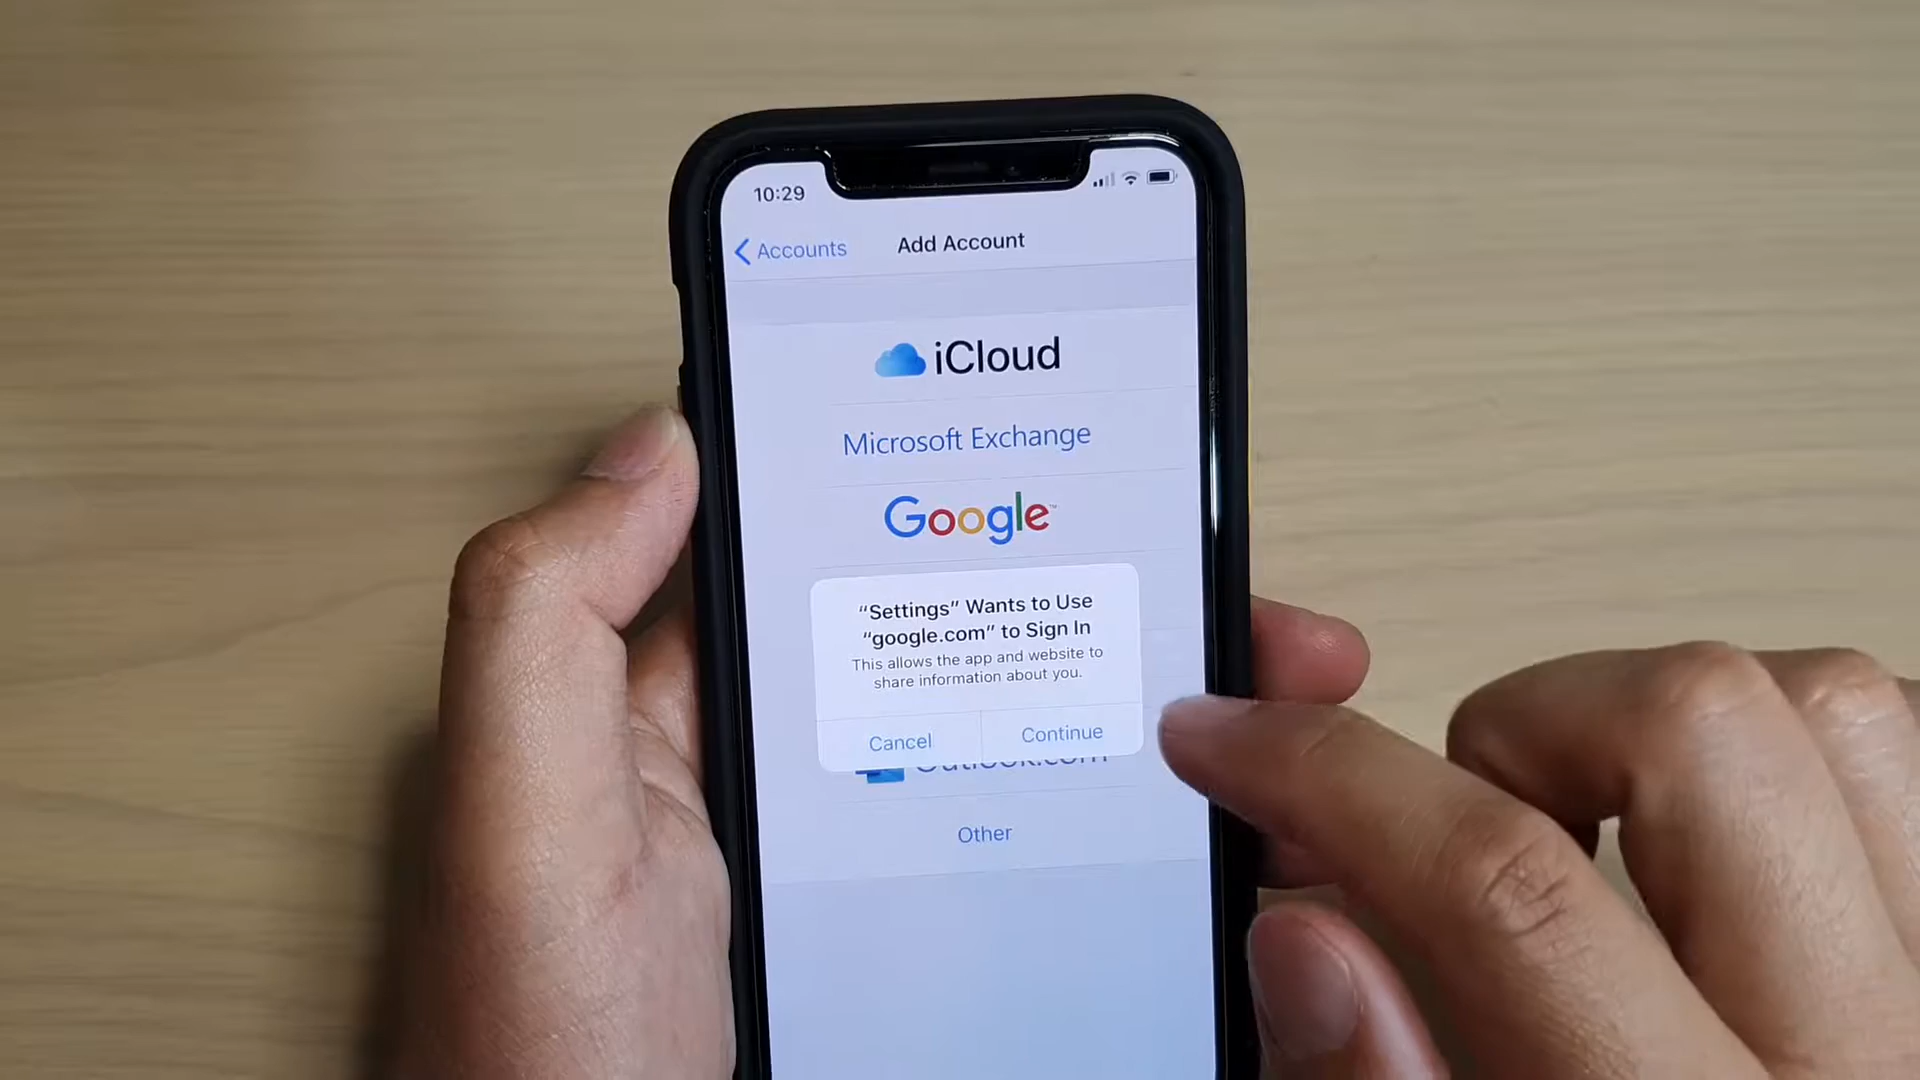 10:29
Accounts
Add Account
iCloud
Microsoft Exchange
Google™
“Settings” Wants to Use
“google.com” to Sign In
This allows the app and website to
share information about you.
Cancel
Continue
Outlook.com
Other